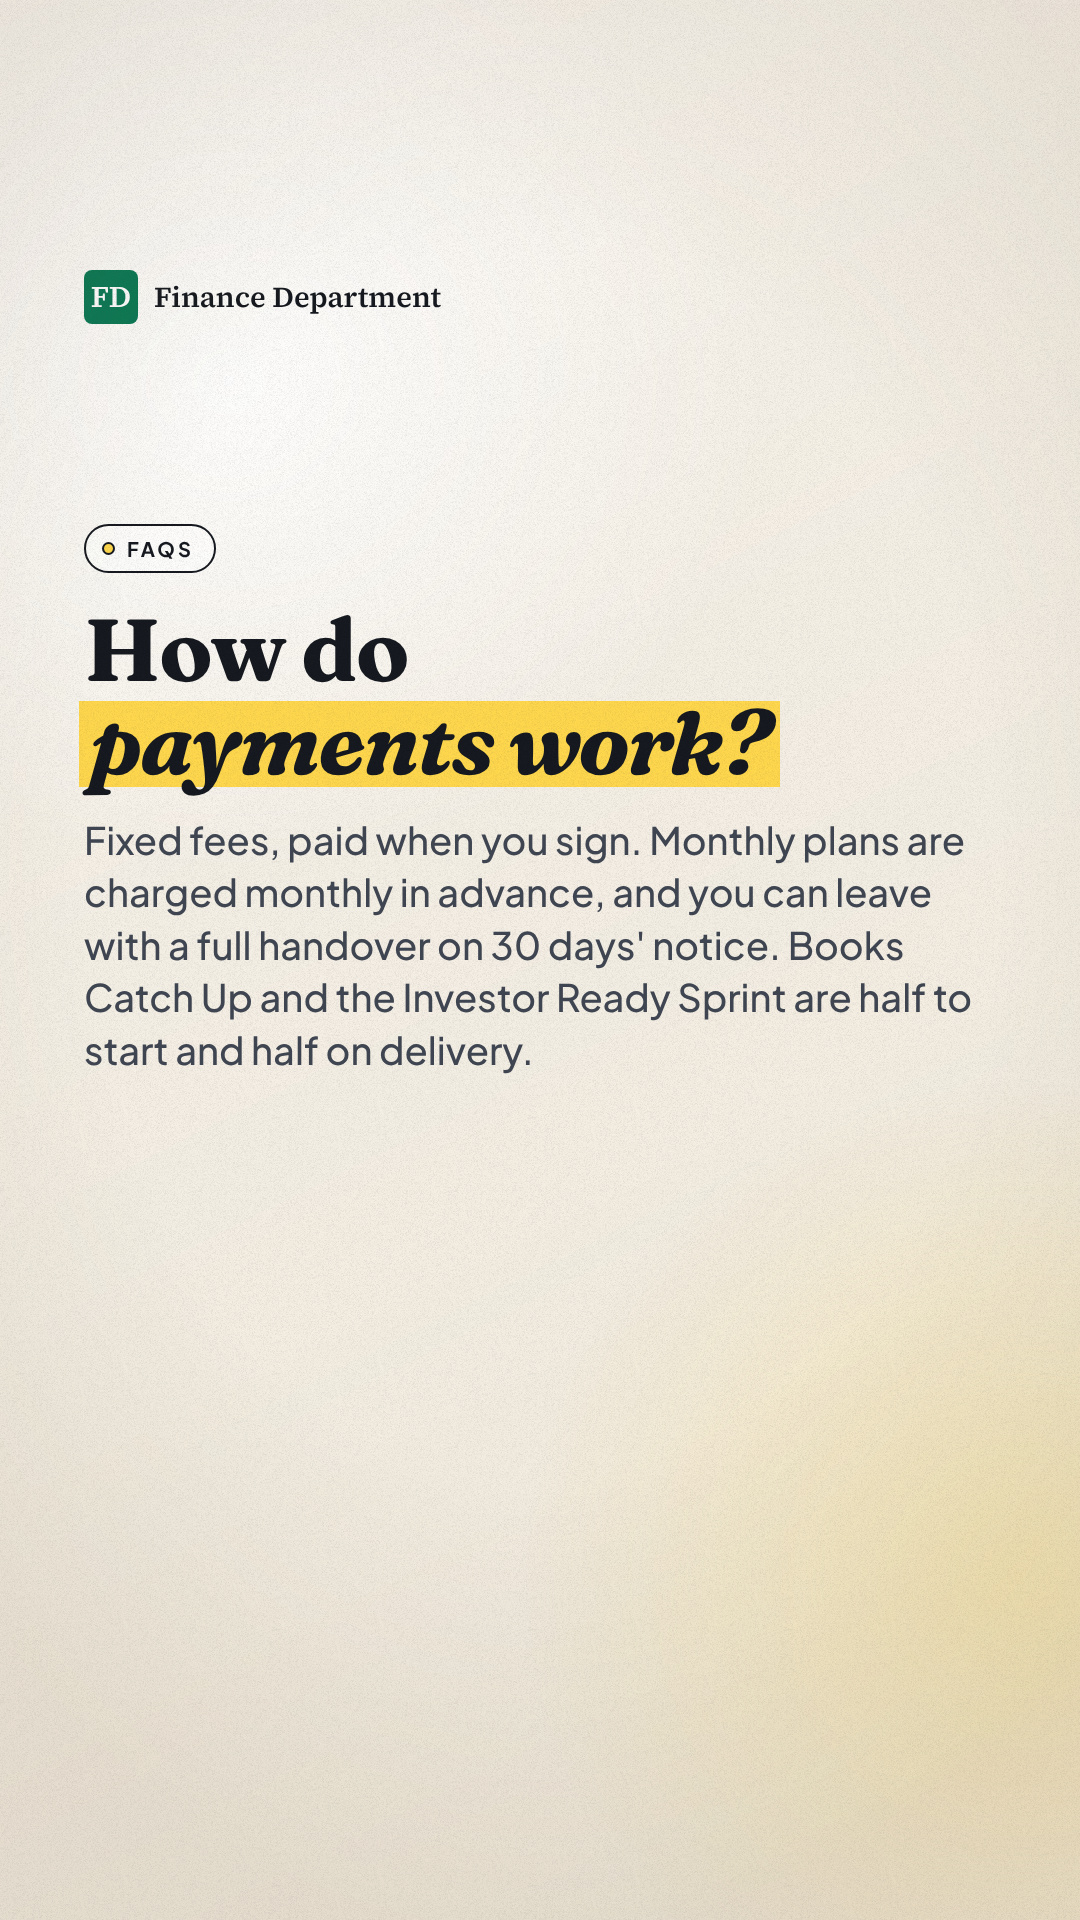 FD Finance Department
FAQS
How do
payments work?
Fixed fees, paid when you sign. Monthly plans are
charged monthly in advance, and you can leave
with a full handover on 30 days' notice. Books
Catch Up and the Investor Ready Sprint are half to
start and half on delivery.